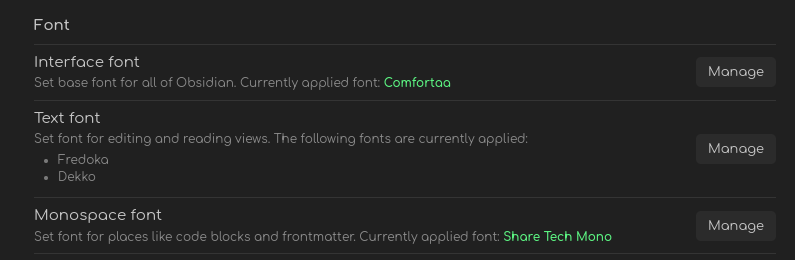 Font
Interface font
Set base font for all of Obsidian. Currently applied font: Comfortaa
Manage
Text font
Set font for editing and reading views. The following fonts are currently applied:
Fredoka
Dekko
Manage
Monospace font
Set font for places like code blocks and frontmatter. Currently applied font: Share Tech Mono
Manage